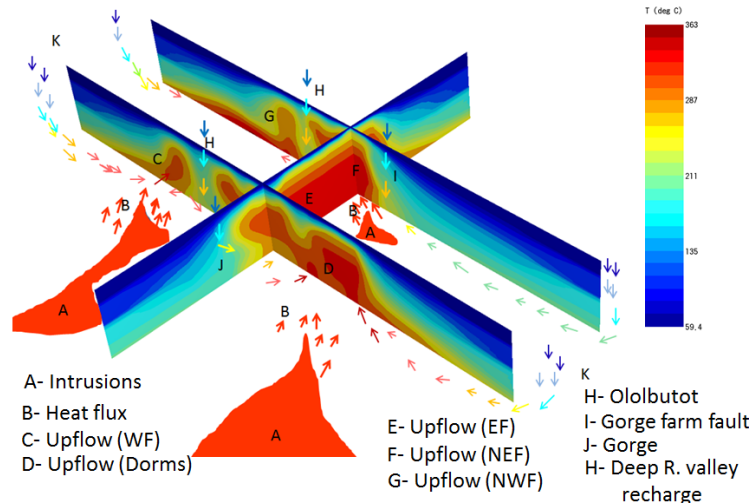 T (deg C)
363
287
211
135
59.4
K
H
G
H
C
F
I
E
B
B
A
J
D
A
B
K
A
A- Intrusions
B- Heat flux
C- Upflow (WF)
D- Upflow (Dorms)
E- Upflow (EF)
F- Upflow (NEF)
G- Upflow (NWF)
H- Ololbutot
I- Gorge farm fault
J- Gorge
H- Deep R. valley
recharge